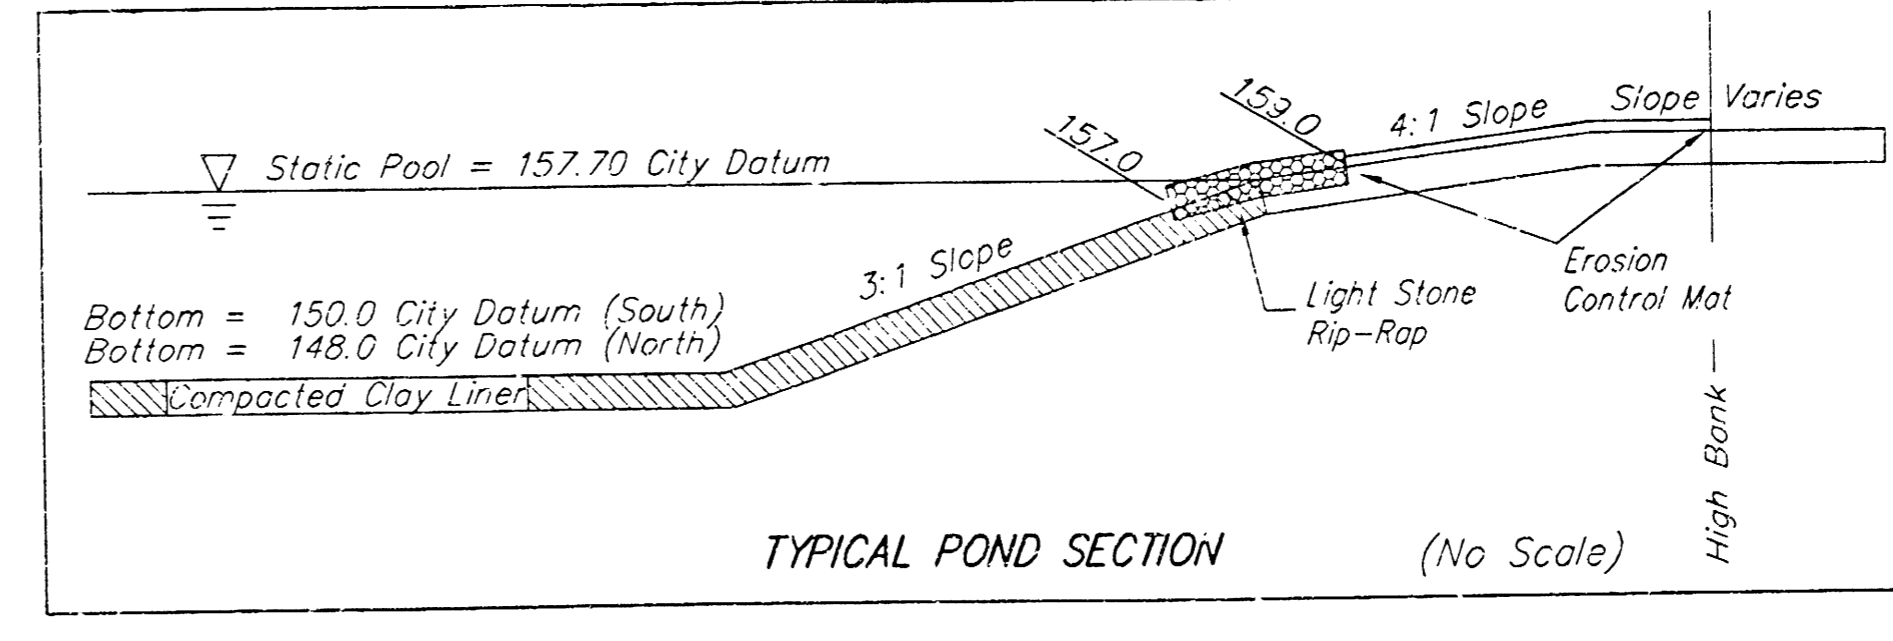 159.0
157.0
4:1 Slope
Slope Varies
Static Pool = 157.70 City Datum
3:1 Slope
Erosion
Control Mat
Light Stone
Rip-Rap
Bottom = 150.0 City Datum (South)
Bottom = 148.0 City Datum (North)
Compacted Clay Liner
High Bank
TYPICAL POND SECTION
(No Scale)